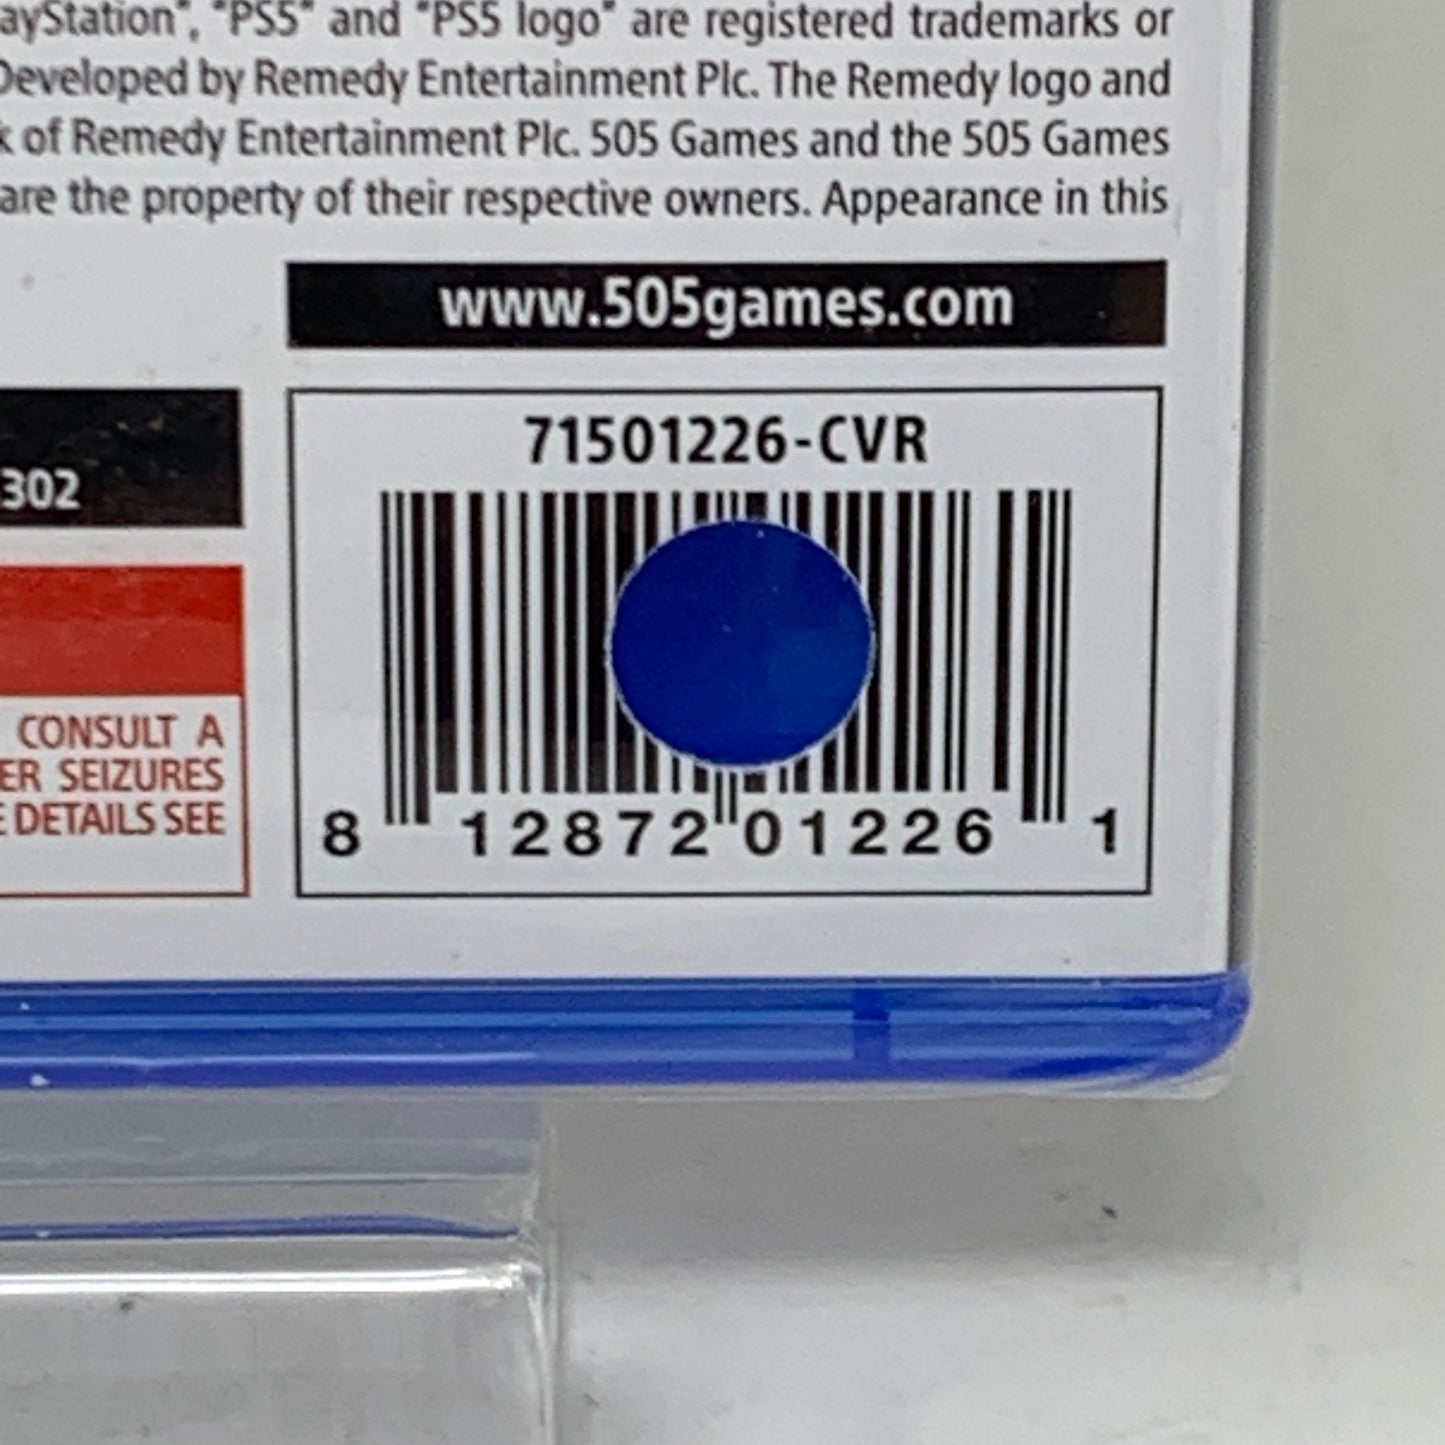 ayStation", "PS5" and "PS5 logo" are registered trademarks or
Developed by Remedy Entertainment Plc. The Remedy logo and
k of Remedy Entertainment Plc. 505 Games and the 505 Games
are the property of their respective owners. Appearance in this
www.505games.com
71501226-CVR
302
CONSULT A
ER SEIZURES
E DETAILS SEE
8 12872 01226 1